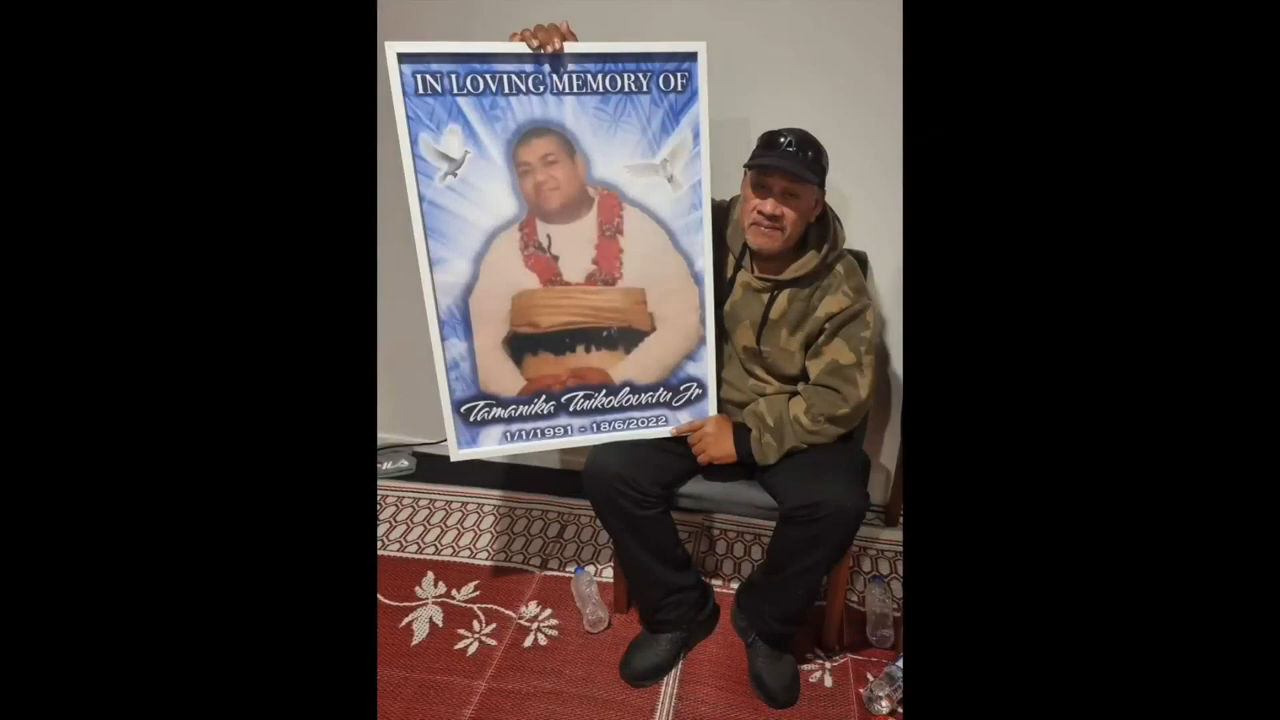 IN LOVING MEMORY OF
Tamanika Tuikolovatu Jr
1/1/1991 - 18/6/2022